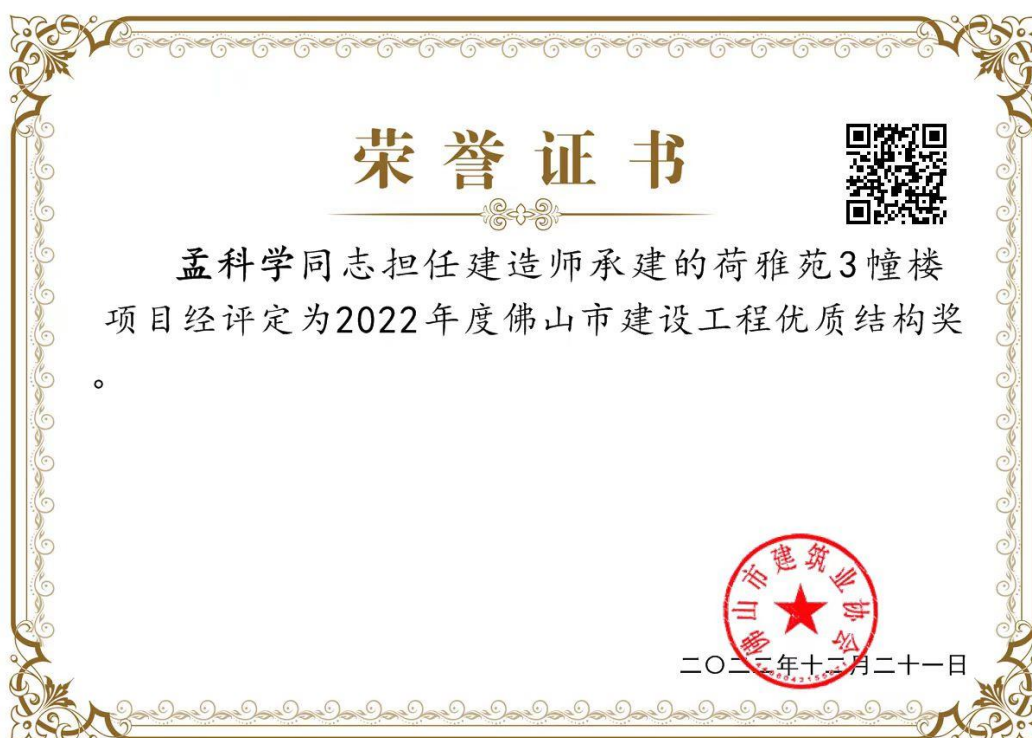 荣誉证书
孟科学同志担任建造师承建的荷雅苑3幢楼
项目经评定为2022年度佛山市建设工程优质结构奖
。
佛山市建筑业协会
二〇二二年十二月二十一日